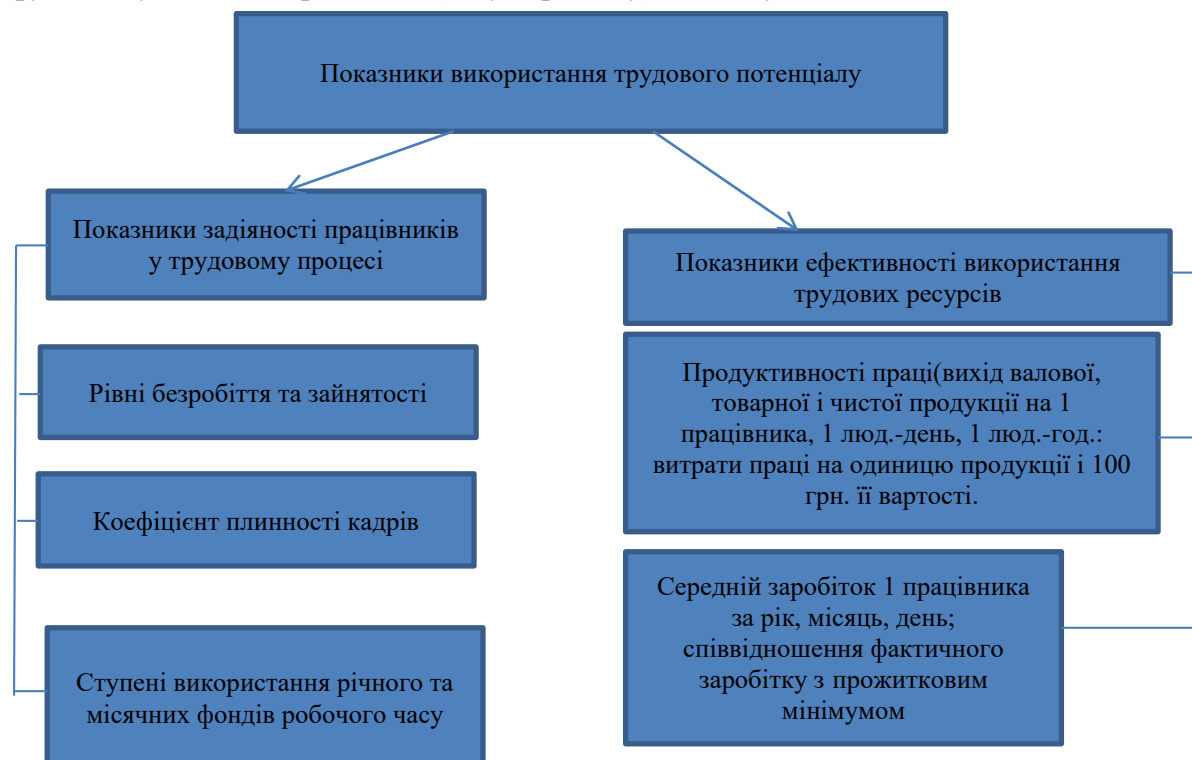 Показники використання трудового потенціалу
Показники задіяності працівників
у трудовому процесі
Рівні безробіття та зайнятості
Коефіцієнт плинності кадрів
Ступені використання річного та
місячних фондів робочого часу
Показники ефективності використання
трудових ресурсів
Продуктивності праці(вихід валової,
товарної і чистої продукції на 1
працівника, 1 люд.-день, 1 люд.-год.:
витрати праці на одиницю продукції і 100
грн. її вартості.
Середній заробіток 1 працівника
за рік, місяць, день;
співвідношення фактичного
заробітку з прожитковим
мінімумом